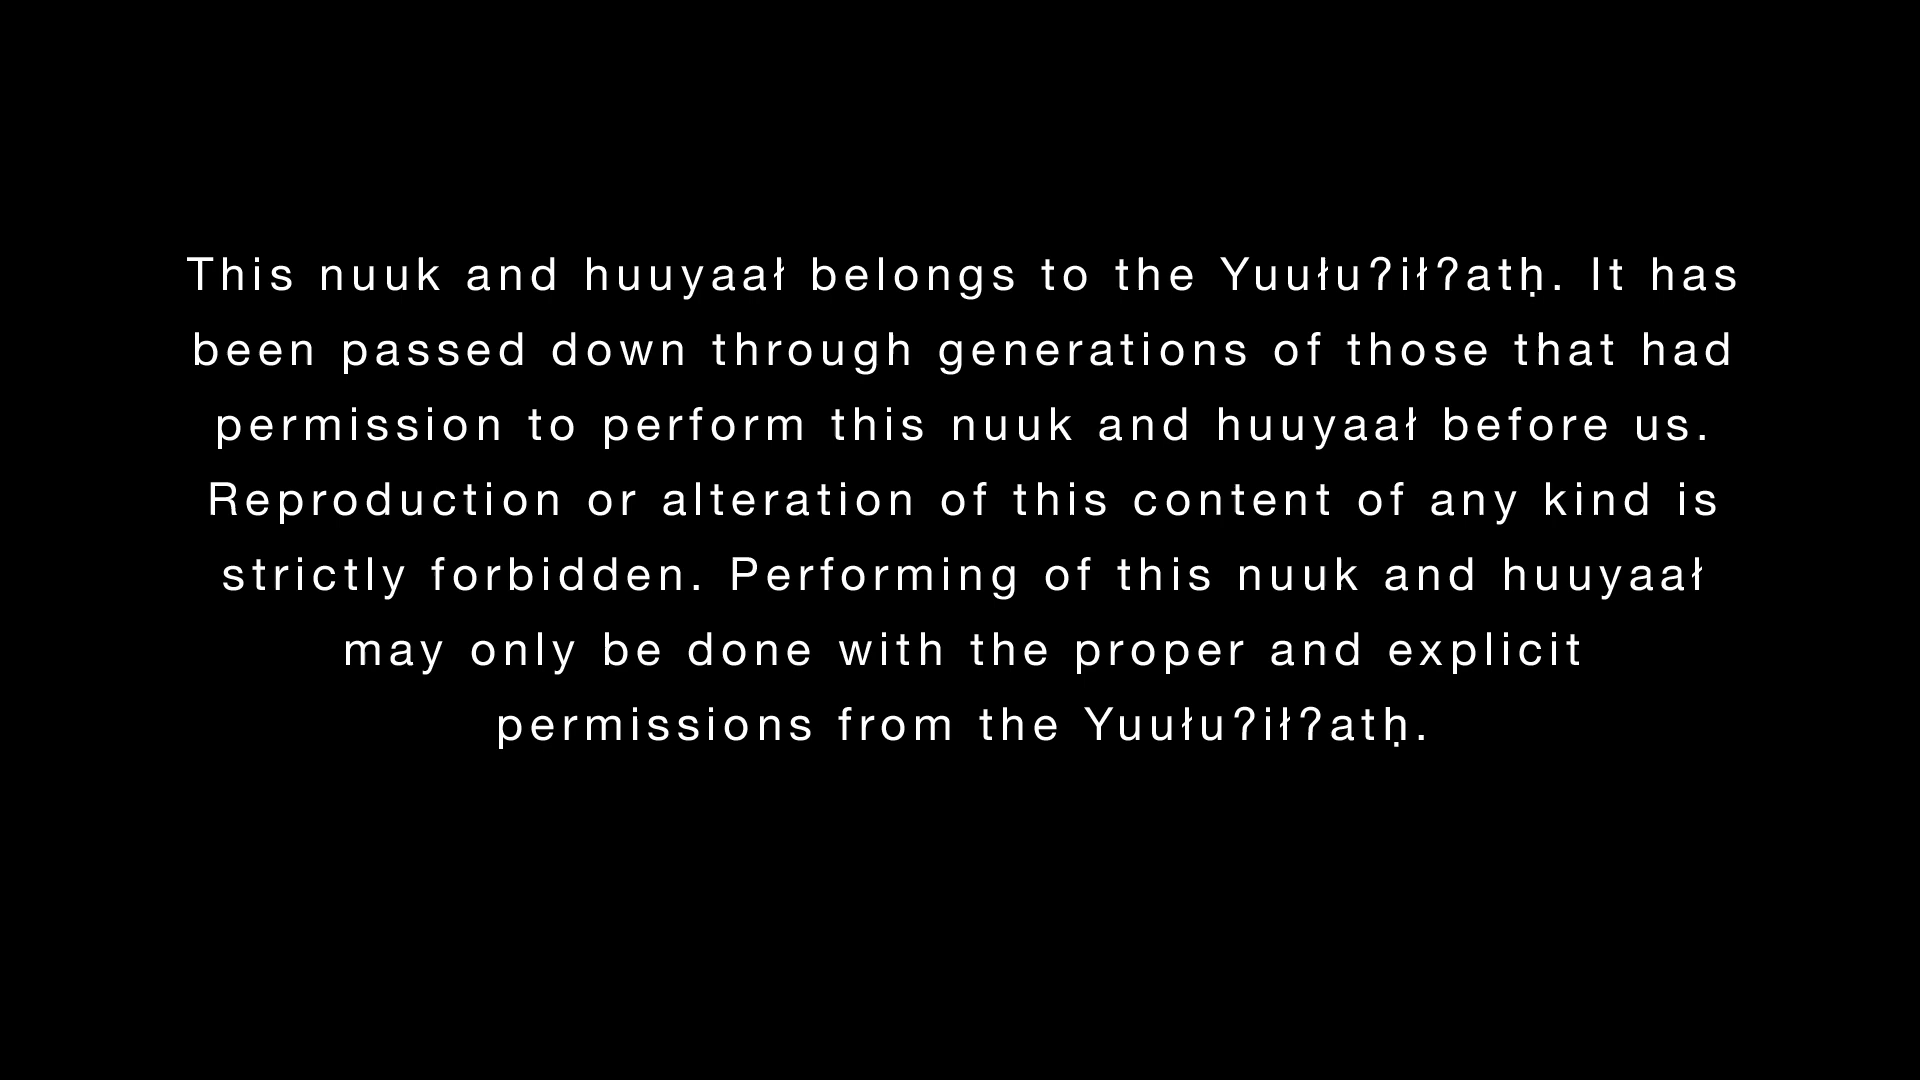 This nuuk and huuyaał belongs to the Yuułuʔiłʔatḥ. It has
been passed down through generations of those that had
permission to perform this nuuk and huuyaał before us.
Reproduction or alteration of this content of any kind is
strictly forbidden. Performing of this nuuk and huuyaał
may only be done with the proper and explicit
permissions from the Yuułuʔiłʔatḥ.